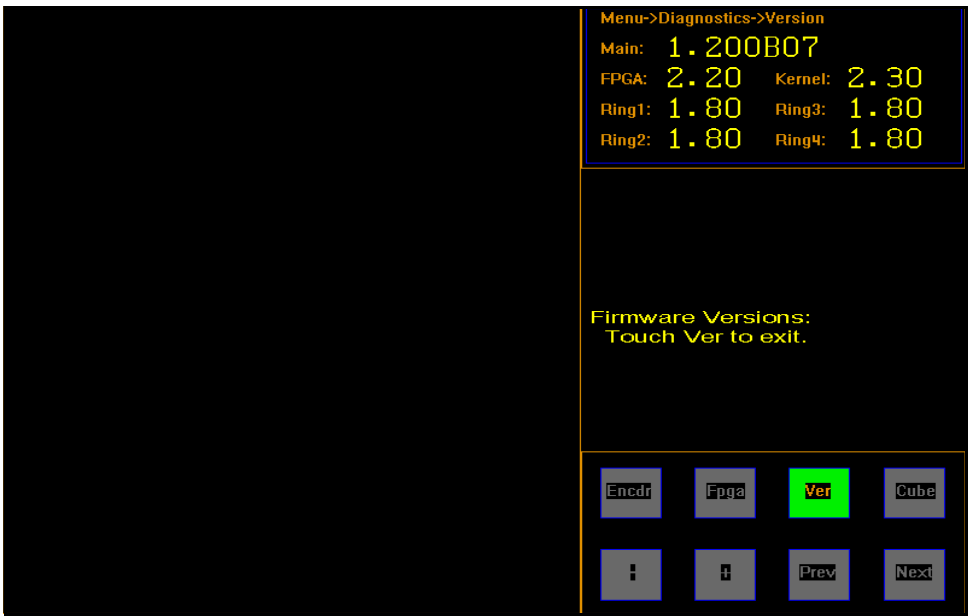 Menu->Diagnostics->Version
Main: 1.200B07
FPGA: 2.20 Kernel: 2.30
Ring1: 1.80 Ring3: 1.80
Ring2: 1.80 Ring4: 1.80
Firmware Versions:
Touch Ver to exit.
Encdr Fpga Ver Cube
- + Prev Next